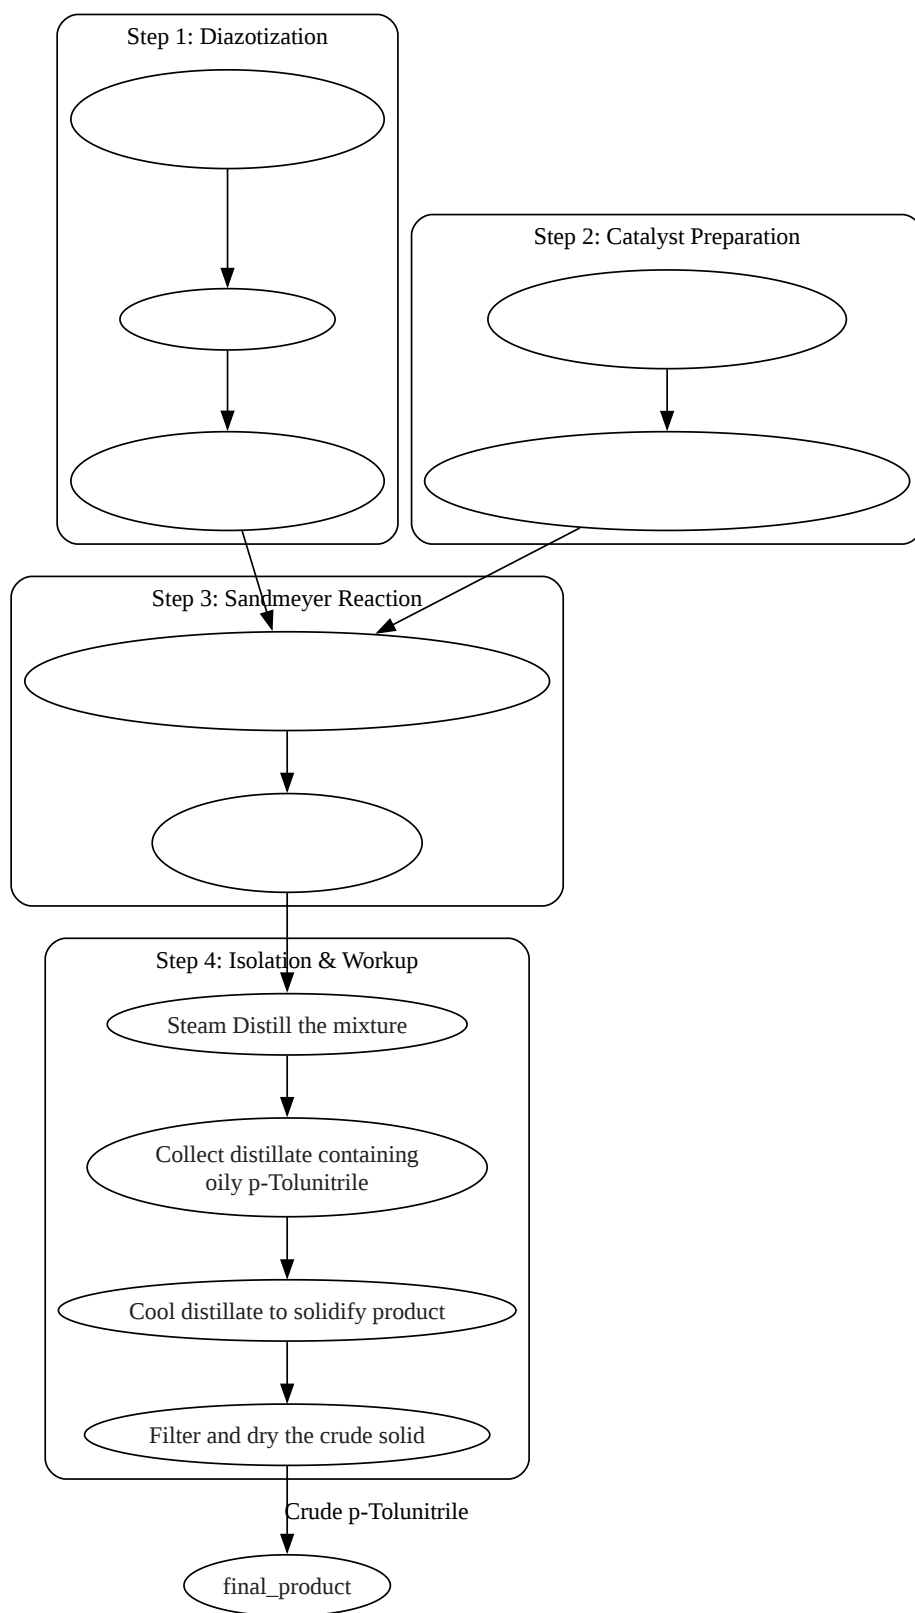 Step 1: Diazotization
Step 2: Catalyst Preparation
Step 3: Sandmeyer Reaction
Step 4: Isolation & Workup
Steam Distill the mixture
Collect distillate containing
oily p-Tolunitrile
Cool distillate to solidify product
Filter and dry the crude solid
Crude p-Tolunitrile
final_product